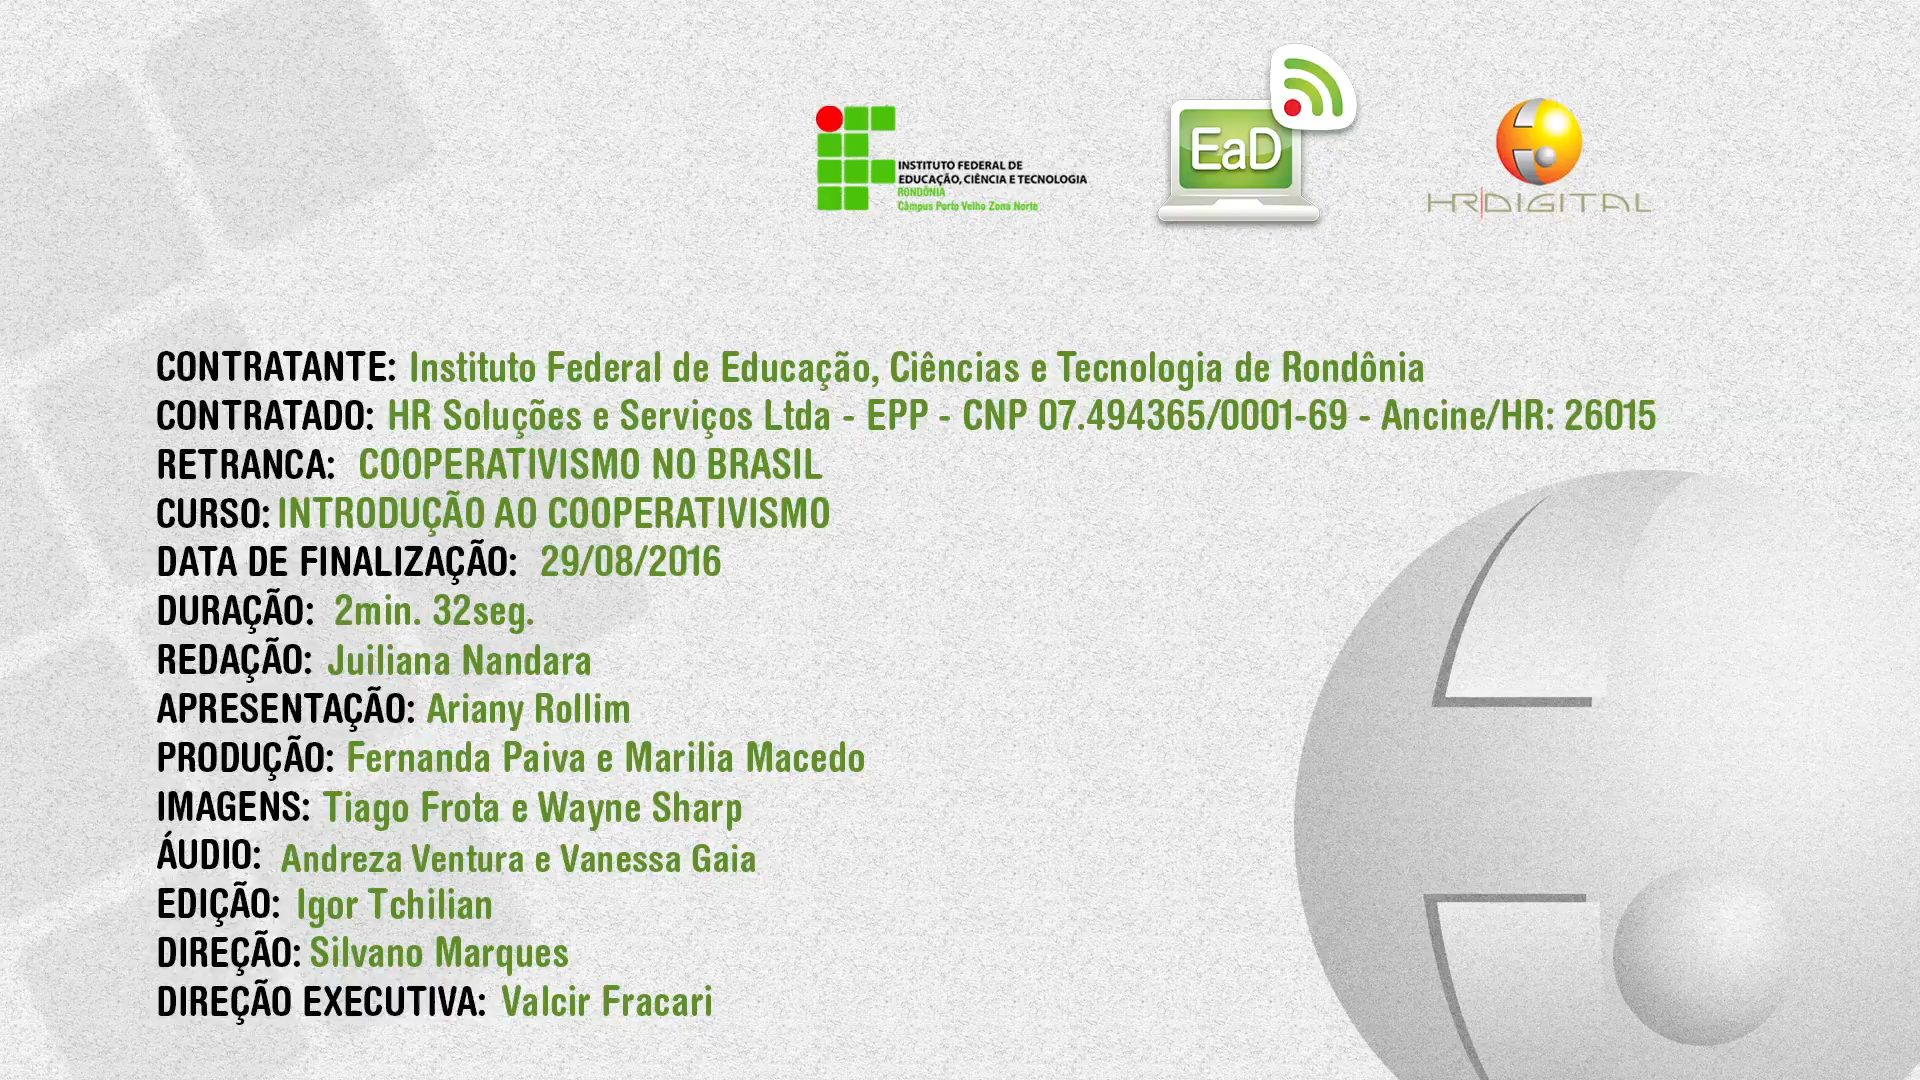 INSTITUTO FEDERAL DE
EDUCAÇÃO, CIÊNCIA E TECNOLOGIA
RONDÔNIA
Câmpus Porto Velho Zona Norte
EaD
HR|DIGITAL
CONTRATANTE: Instituto Federal de Educação, Ciências e Tecnologia de Rondônia
CONTRATADO: HR Soluções e Serviços Ltda - EPP - CNP 07.494365/0001-69 - Ancine/HR: 26015
RETRANCA: COOPERATIVISMO NO BRASIL
CURSO: INTRODUÇÃO AO COOPERATIVISMO
DATA DE FINALIZAÇÃO: 29/08/2016
DURAÇÃO: 2min. 32seg.
REDAÇÃO: Juiliana Nandara
APRESENTAÇÃO: Ariany Rollim
PRODUÇÃO: Fernanda Paiva e Marilia Macedo
IMAGENS: Tiago Frota e Wayne Sharp
ÁUDIO: Andreza Ventura e Vanessa Gaia
EDIÇÃO: Igor Tchilian
DIREÇÃO: Silvano Marques
DIREÇÃO EXECUTIVA: Valcir Fracari